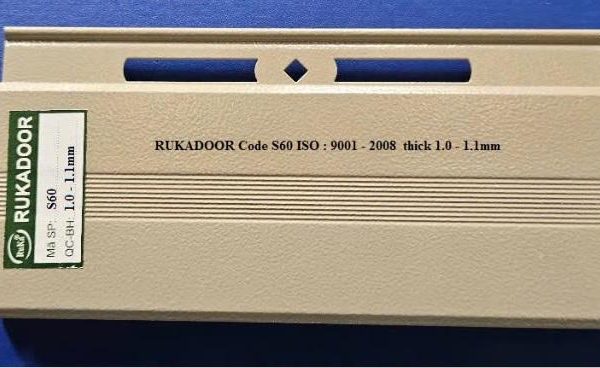 RUKADOOR Code S60 ISO : 9001 - 2008 thick 1.0 - 1.1mm
RUKADOOR
Mã SP: S60
QC-BH: 1.0 - 1.1mm
RuKa